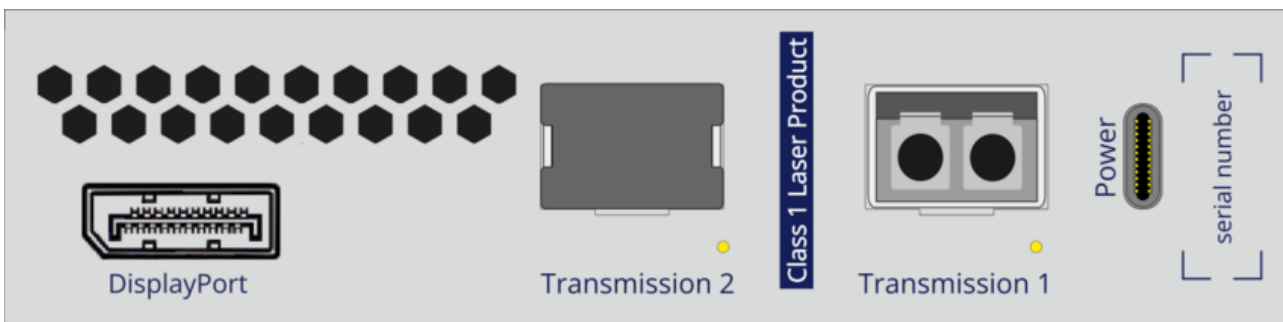 DisplayPort
Transmission 2
Class 1 Laser Product
Transmission 1
Power
serial number